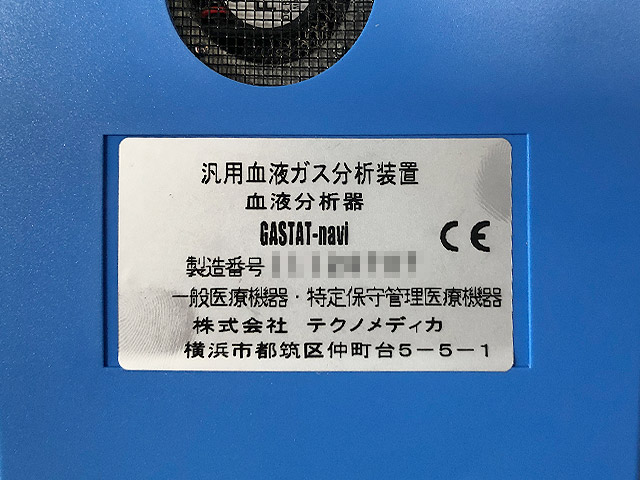 汎用血液ガス分析装置
血液分析器
GASTAT-navi
CE
製造番号
一般医療機器・特定保守管理医療機器
株式会社 テクノメディカ
横浜市都筑区仲町台5-5-1